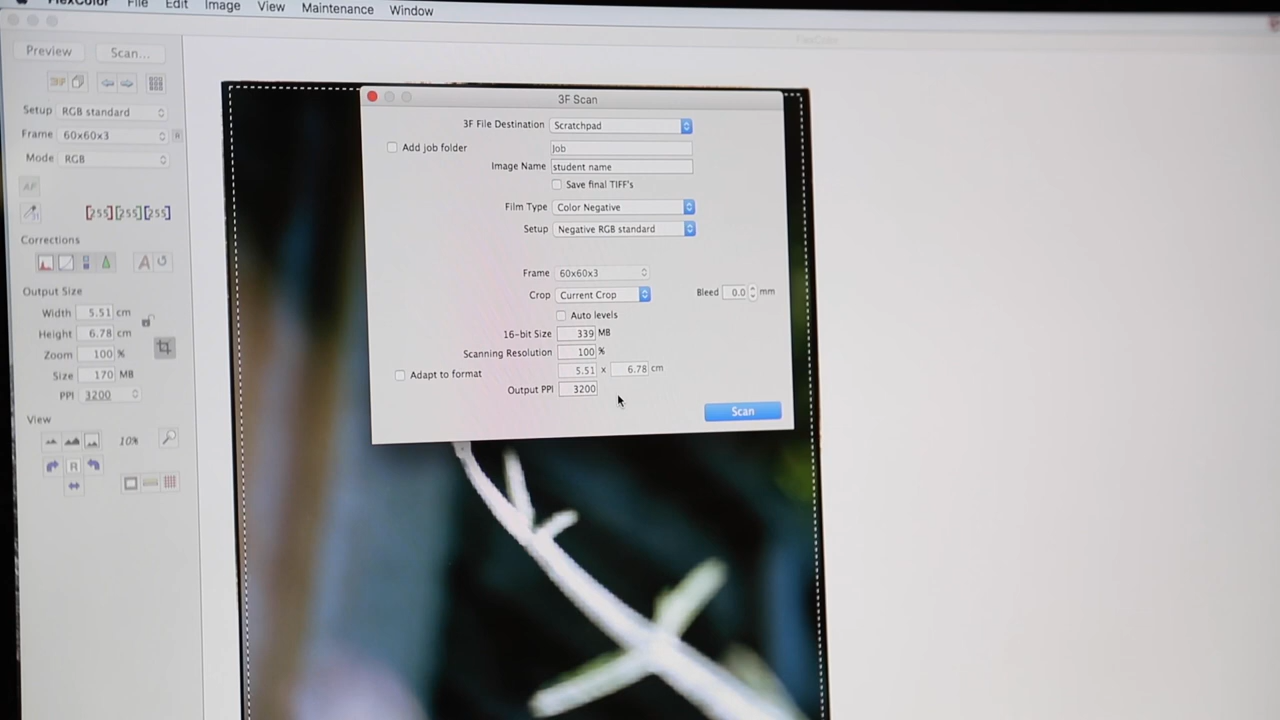 FlexColor File Edit Image View Maintenance Window
FlexColor
Preview Scan...
3F
Setup RGB standard
Frame 60x60x3 R
Mode RGB
AF
[255][255][255]
Corrections
A
Output Size
Width 5.51 cm
Height 6.78 cm
Zoom 100 %
Size 170 MB
PPI 3200
View
10%
R
3F Scan
3F File Destination Scratchpad
Add job folder Job
Image Name student name
Save final TIFF's
Film Type Color Negative
Setup Negative RGB standard
Frame 60x60x3
Crop Current Crop Bleed 0.0 mm
Auto levels
16-bit Size 339 MB
Scanning Resolution 100 %
Adapt to format 5.51 x 6.78 cm
Output PPI 3200
Scan